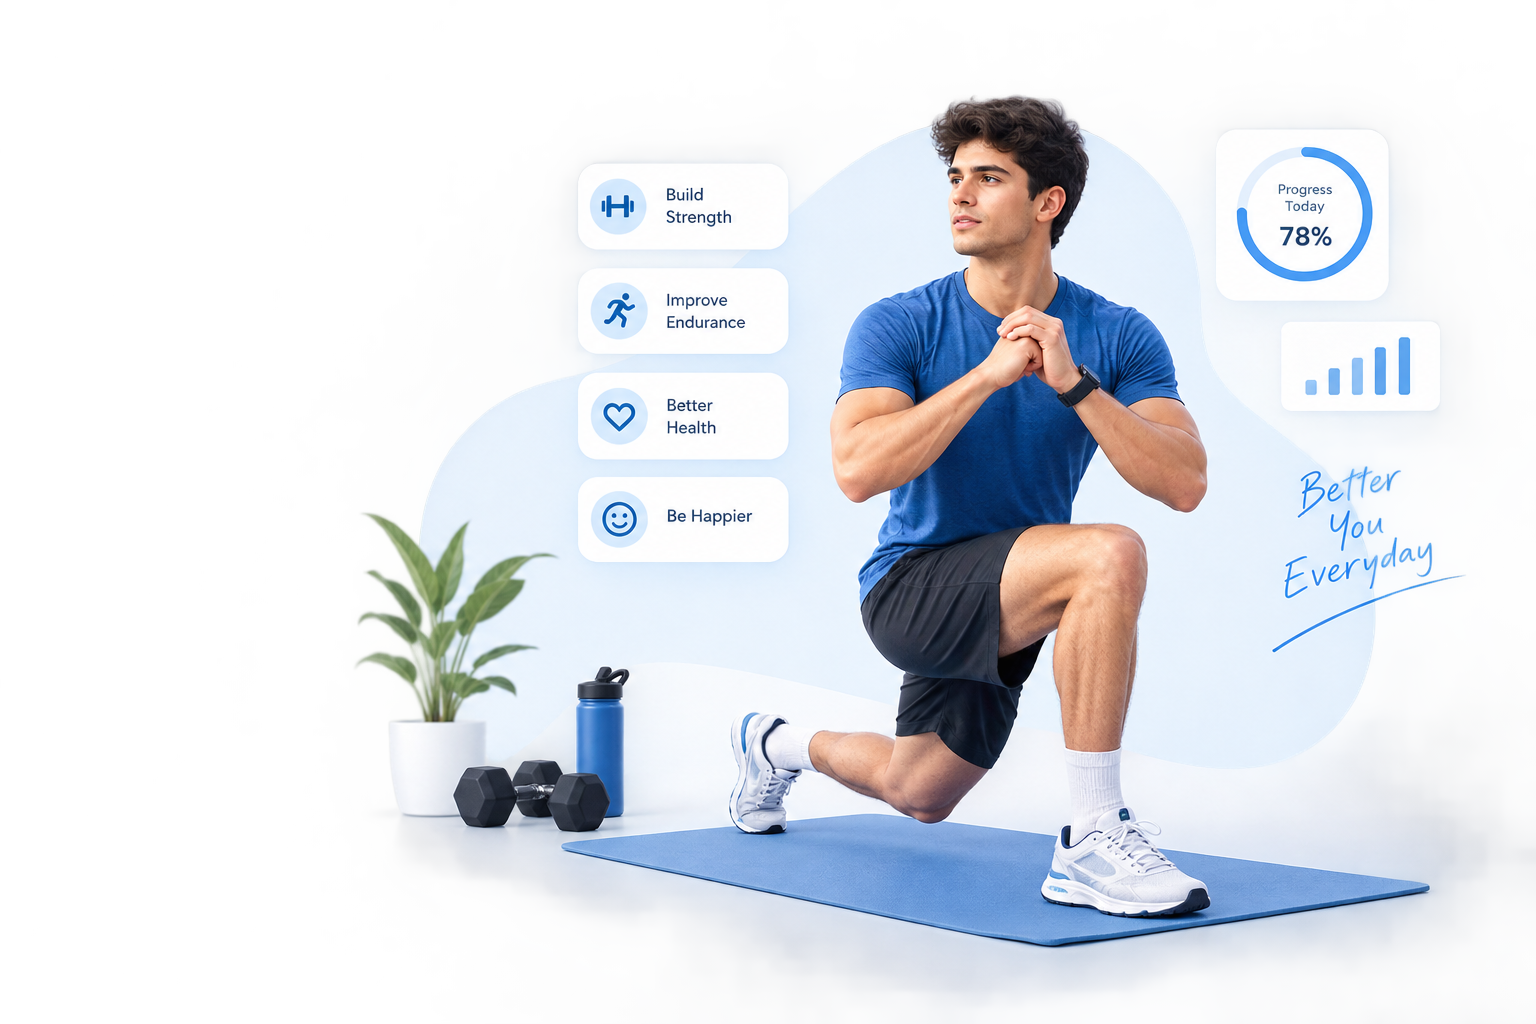 Build
Strength
Improve
Endurance
Better
Health
Be Happier
Progress
Today
78%
Better
You
Everyday